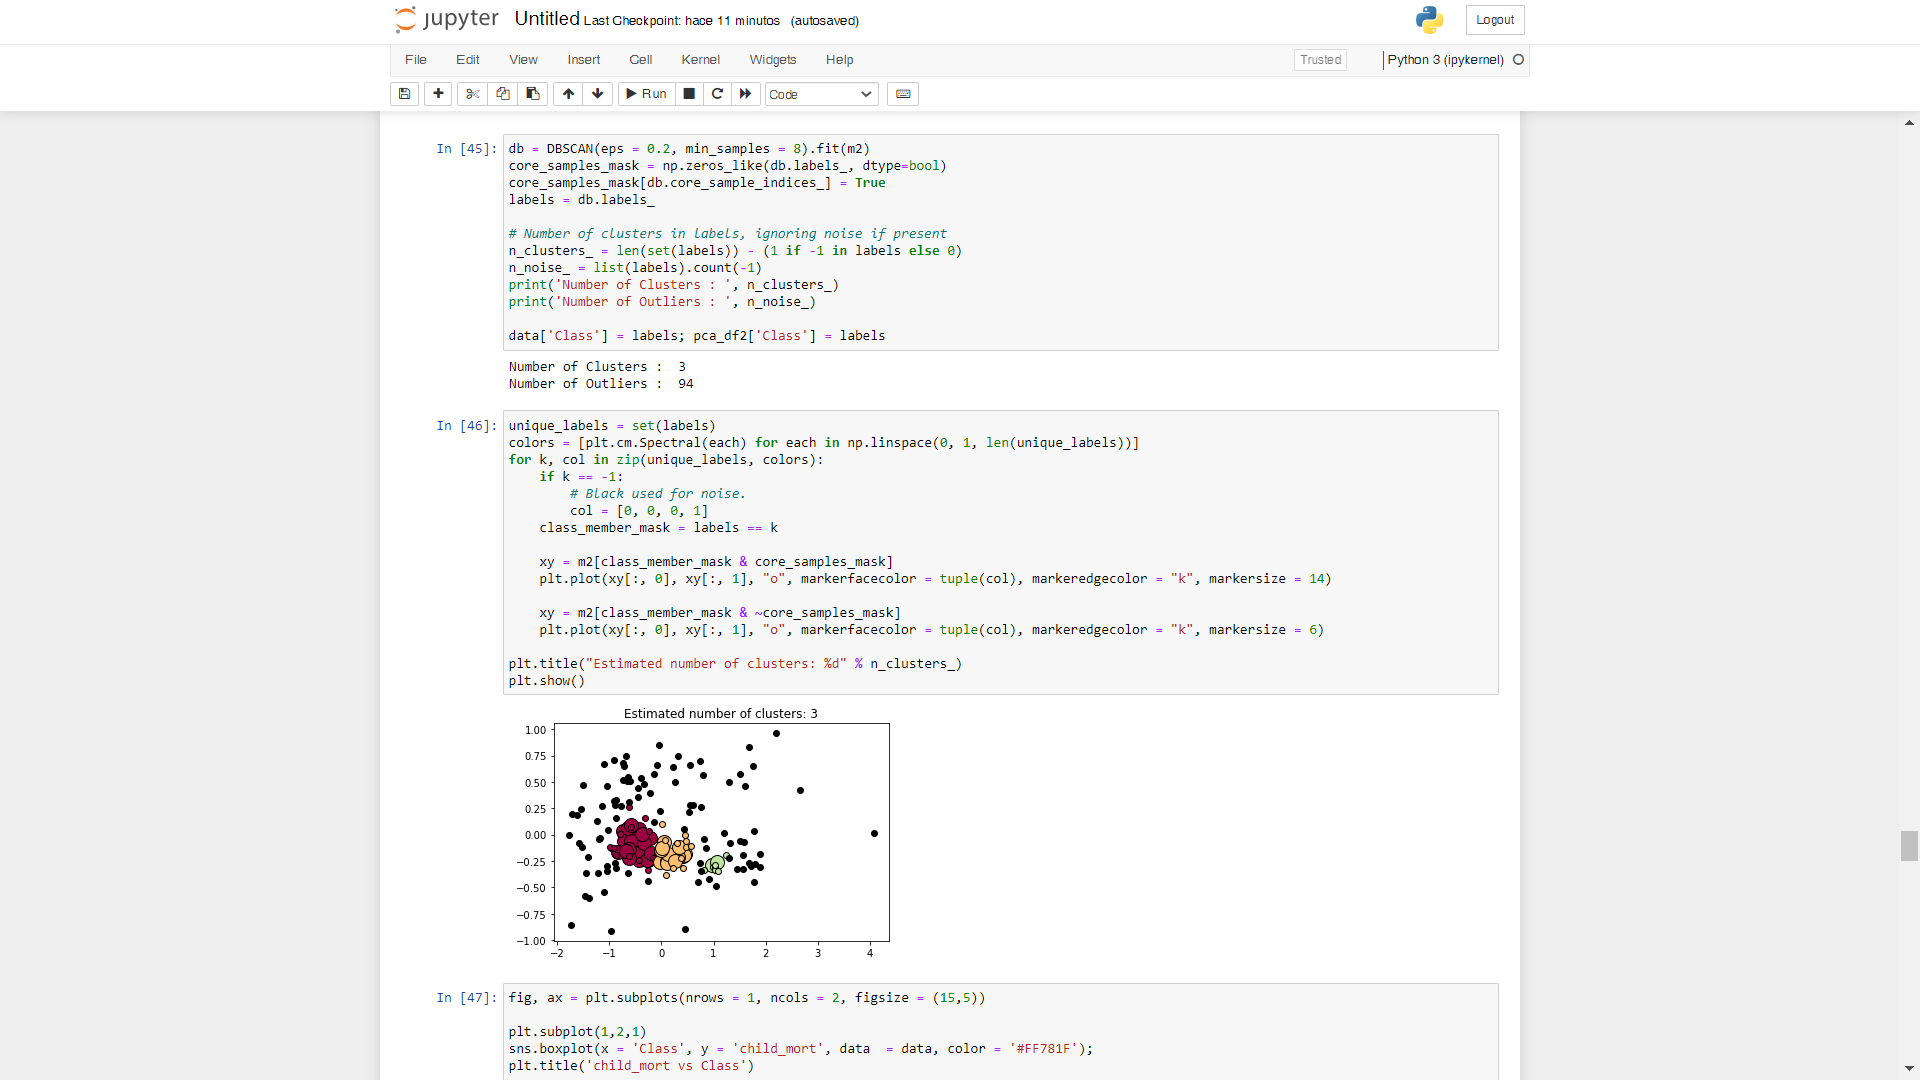 jupyter Untitled Last Checkpoint: hace 11 minutos (autosaved) Logout
File Edit View Insert Cell Kernel Widgets Help Trusted Python 3 (ipykernel)
Run Code
In [45]: db = DBSCAN(eps = 0.2, min_samples = 8).fit(m2)
core_samples_mask = np.zeros_like(db.labels_, dtype=bool)
core_samples_mask[db.core_sample_indices_] = True
labels = db.labels_
# Number of clusters in labels, ignoring noise if present
n_clusters_ = len(set(labels)) - (1 if -1 in labels else 0)
n_noise_ = list(labels).count(-1)
print('Number of Clusters : ', n_clusters_)
print('Number of Outliers : ', n_noise_)
data['Class'] = labels; pca_df2['Class'] = labels
Number of Clusters :  3
Number of Outliers :  94
In [46]: unique_labels = set(labels)
colors = [plt.cm.Spectral(each) for each in np.linspace(0, 1, len(unique_labels))]
for k, col in zip(unique_labels, colors):
    if k == -1:
        # Black used for noise.
        col = [0, 0, 0, 1]
    class_member_mask = labels == k
    xy = m2[class_member_mask & core_samples_mask]
    plt.plot(xy[:, 0], xy[:, 1], "o", markerfacecolor = tuple(col), markeredgecolor = "k", markersize = 14)
    xy = m2[class_member_mask & ~core_samples_mask]
    plt.plot(xy[:, 0], xy[:, 1], "o", markerfacecolor = tuple(col), markeredgecolor = "k", markersize = 6)
plt.title("Estimated number of clusters: %d" % n_clusters_)
plt.show()
Estimated number of clusters: 3
1.00
0.75
0.50
0.25
0.00
−0.25
−0.50
−0.75
−1.00
−2 −1 0 1 2 3 4
In [47]: fig, ax = plt.subplots(nrows = 1, ncols = 2, figsize = (15,5))
plt.subplot(1,2,1)
sns.boxplot(x = 'Class', y = 'child_mort', data  = data, color = '#FF781F');
plt.title('child_mort vs Class')